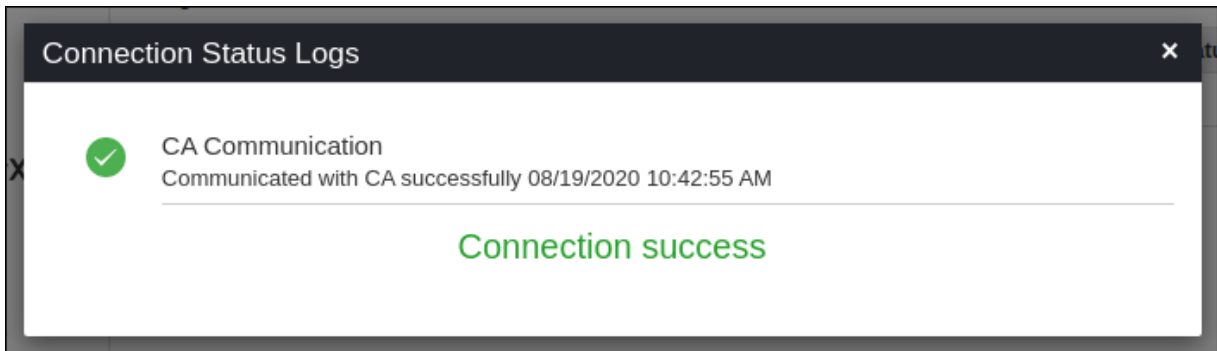 Connection Status Logs
CA Communication
Communicated with CA successfully 08/19/2020 10:42:55 AM
Connection success